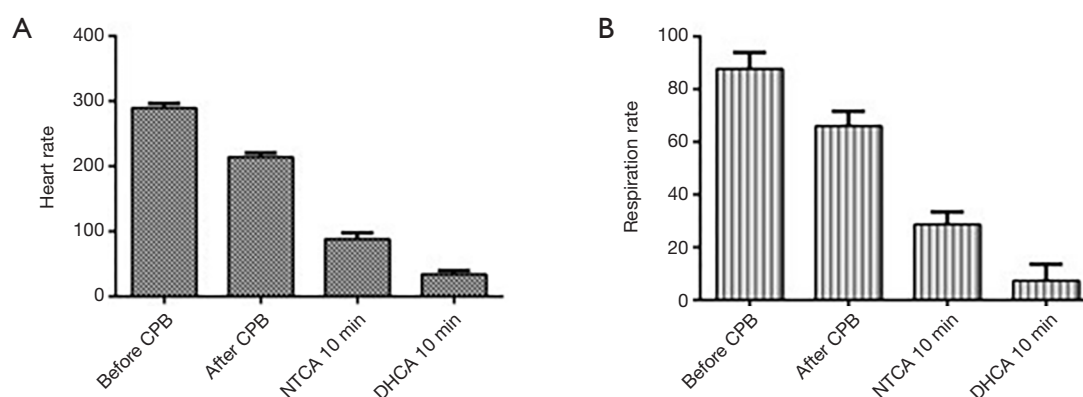 A
Heart rate
400
300
200
100
0
Before CPB
After CPB
NTCA 10 min
DHCA 10 min
B
Respiration rate
100
80
60
40
20
0
Before CPB
After CPB
NTCA 10 min
DHCA 10 min